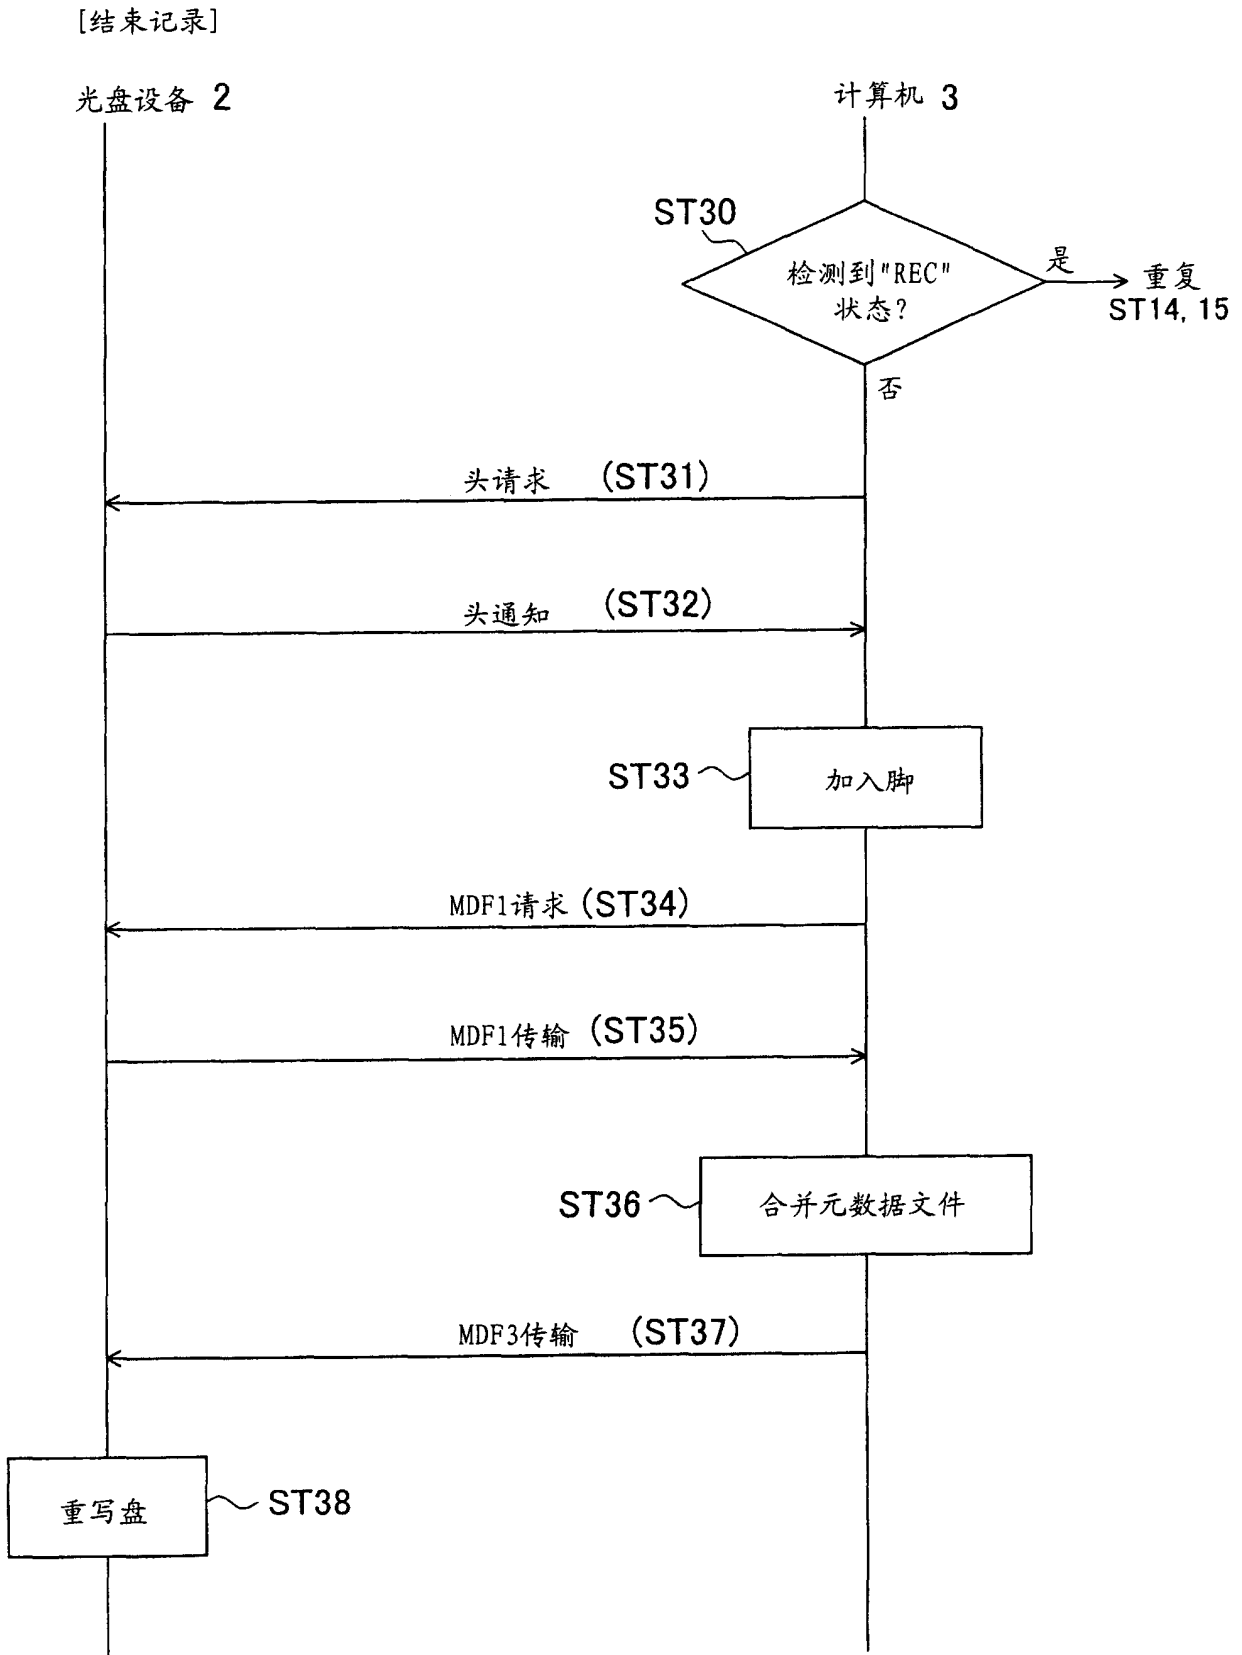 [结束记录]
光盘设备 2
计算机 3
ST30
检测到"REC"
状态?
是
重复
ST14, 15
否
头请求 (ST31)
头通知 (ST32)
ST33
加入脚
MDF1请求 (ST34)
MDF1传输 (ST35)
ST36
合并元数据文件
MDF3传输 (ST37)
重写盘
ST38